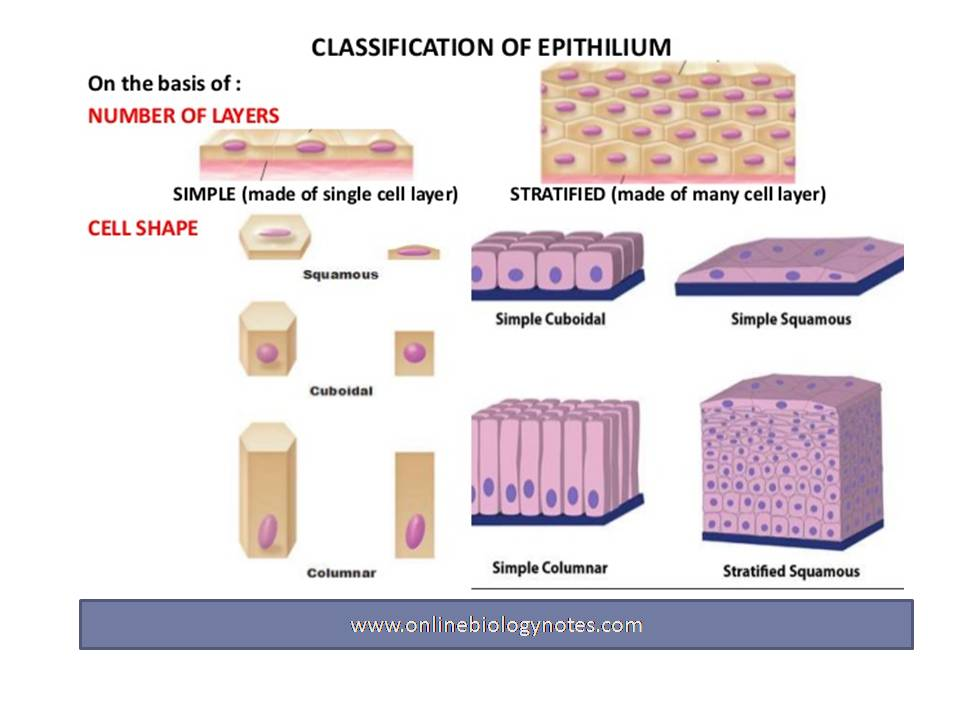 CLASSIFICATION OF EPITHILIUM
On the basis of :
NUMBER OF LAYERS
SIMPLE (made of single cell layer)
STRATIFIED (made of many cell layer)
CELL SHAPE
Squamous
Cuboidal
Columnar
Simple Cuboidal
Simple Squamous
Simple Columnar
Stratified Squamous
www.onlinebiologynotes.com